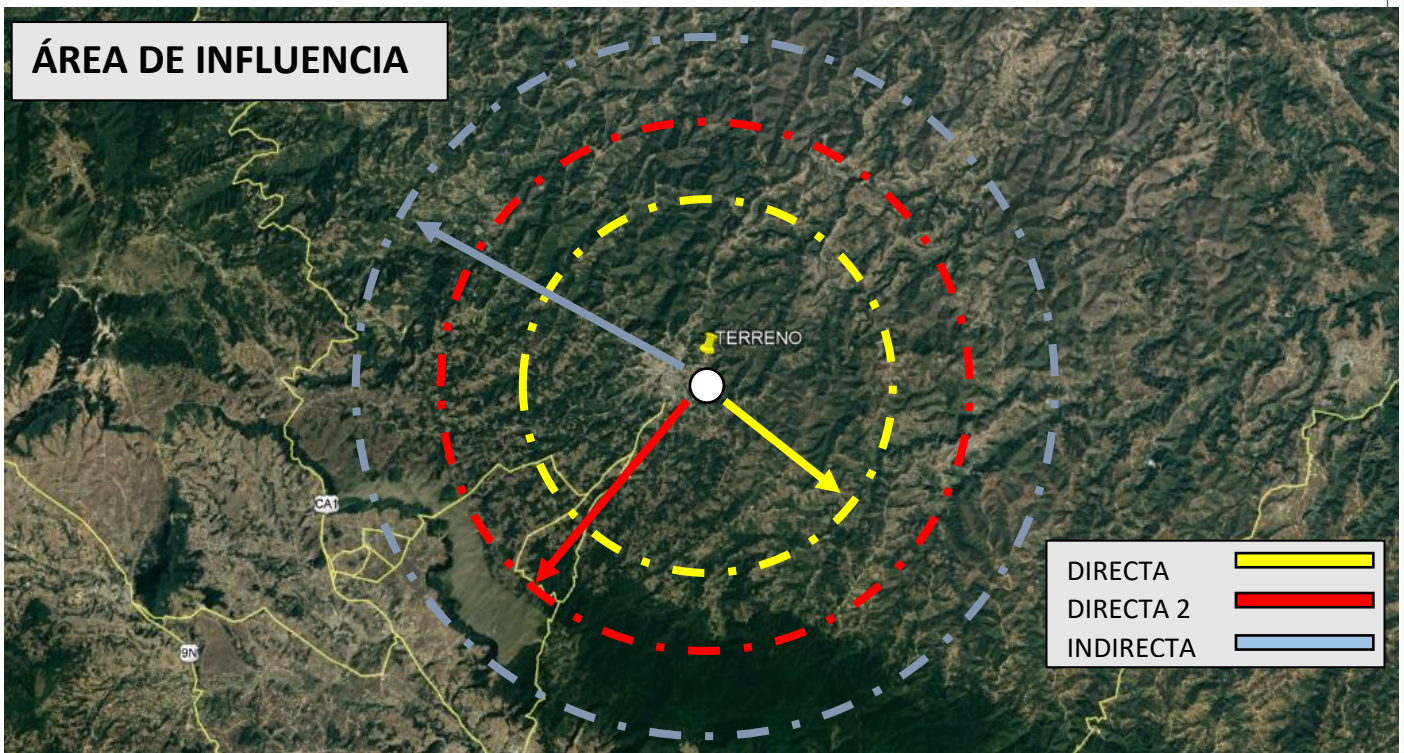 ÁREA DE INFLUENCIA
TERRENO
CA1
9N
DIRECTA
DIRECTA 2
INDIRECTA